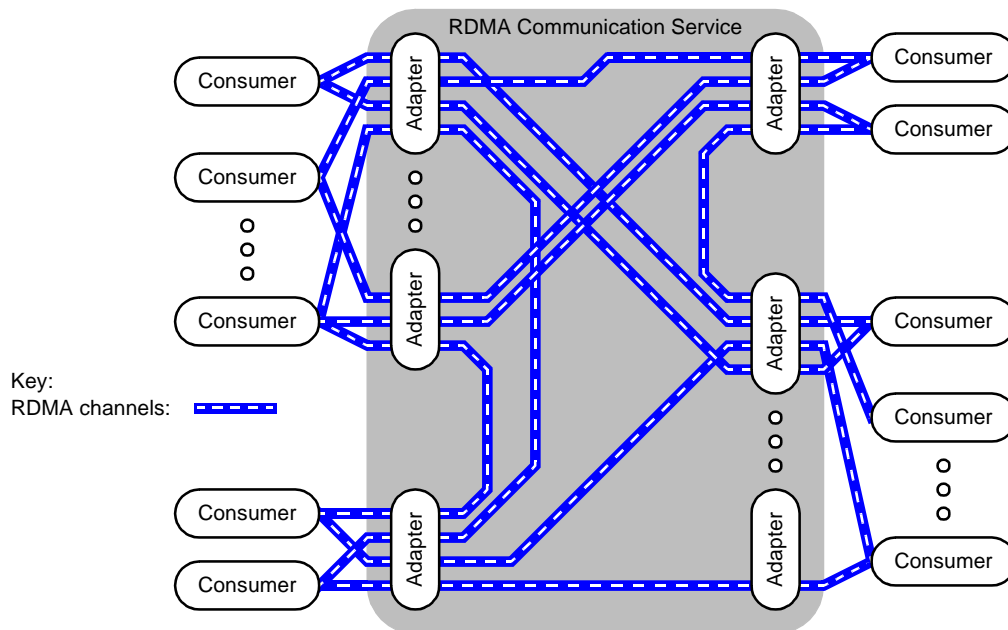 RDMA Communication Service
Consumer
Adapter
Adapter
Consumer
Consumer
Consumer
Adapter
Consumer
Adapter
Consumer
Key:
RDMA channels:
Consumer
Consumer
Adapter
Adapter
Consumer
Consumer